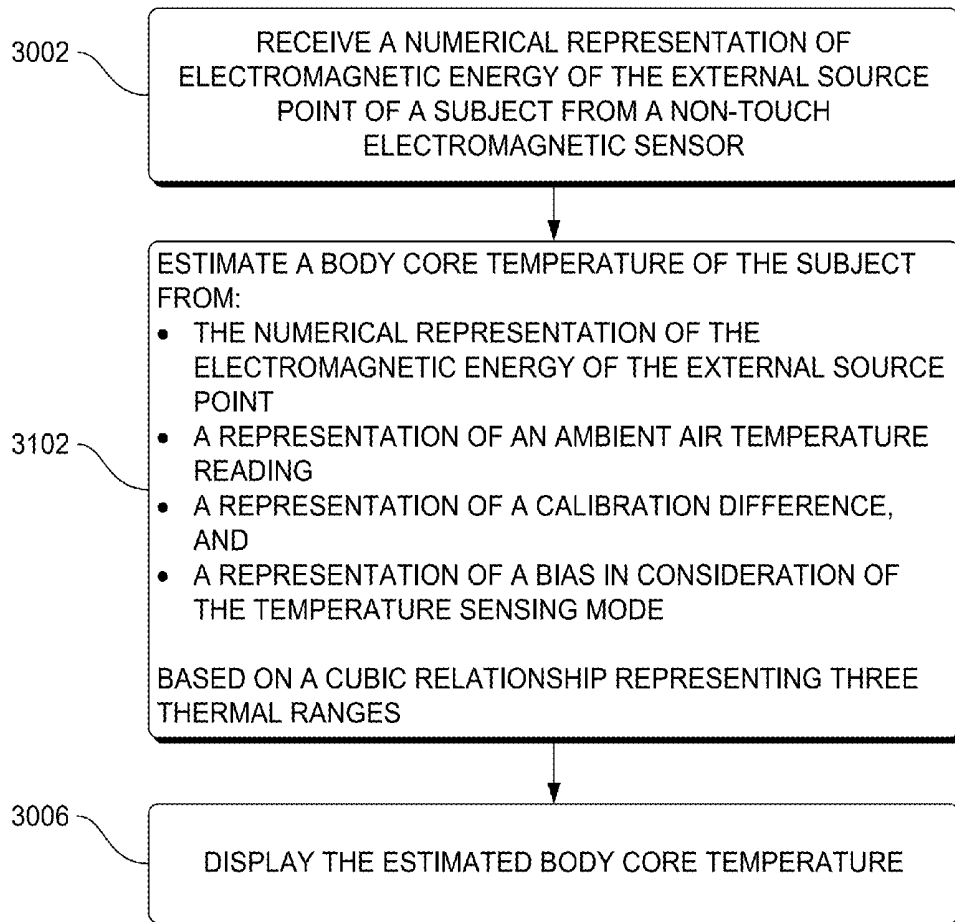 3002
RECEIVE A NUMERICAL REPRESENTATION OF
ELECTROMAGNETIC ENERGY OF THE EXTERNAL SOURCE
POINT OF A SUBJECT FROM A NON-TOUCH
ELECTROMAGNETIC SENSOR
3102
ESTIMATE A BODY CORE TEMPERATURE OF THE SUBJECT
FROM:
• THE NUMERICAL REPRESENTATION OF THE
ELECTROMAGNETIC ENERGY OF THE EXTERNAL SOURCE
POINT
• A REPRESENTATION OF AN AMBIENT AIR TEMPERATURE
READING
• A REPRESENTATION OF A CALIBRATION DIFFERENCE,
AND
• A REPRESENTATION OF A BIAS IN CONSIDERATION OF
THE TEMPERATURE SENSING MODE
BASED ON A CUBIC RELATIONSHIP REPRESENTING THREE
THERMAL RANGES
3006
DISPLAY THE ESTIMATED BODY CORE TEMPERATURE